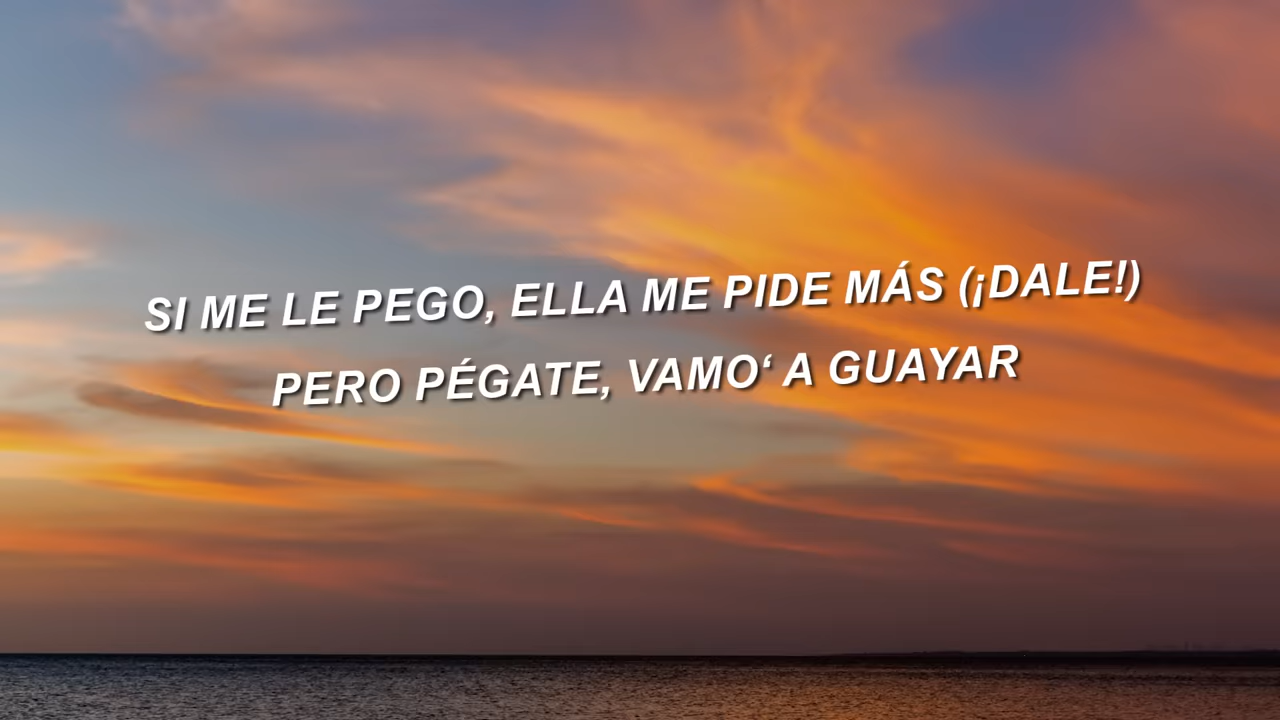 SI ME LE PEGO, ELLA ME PIDE MÁS (¡DALE!)
PERO PÉGATE, VAMO‘ A GUAYAR